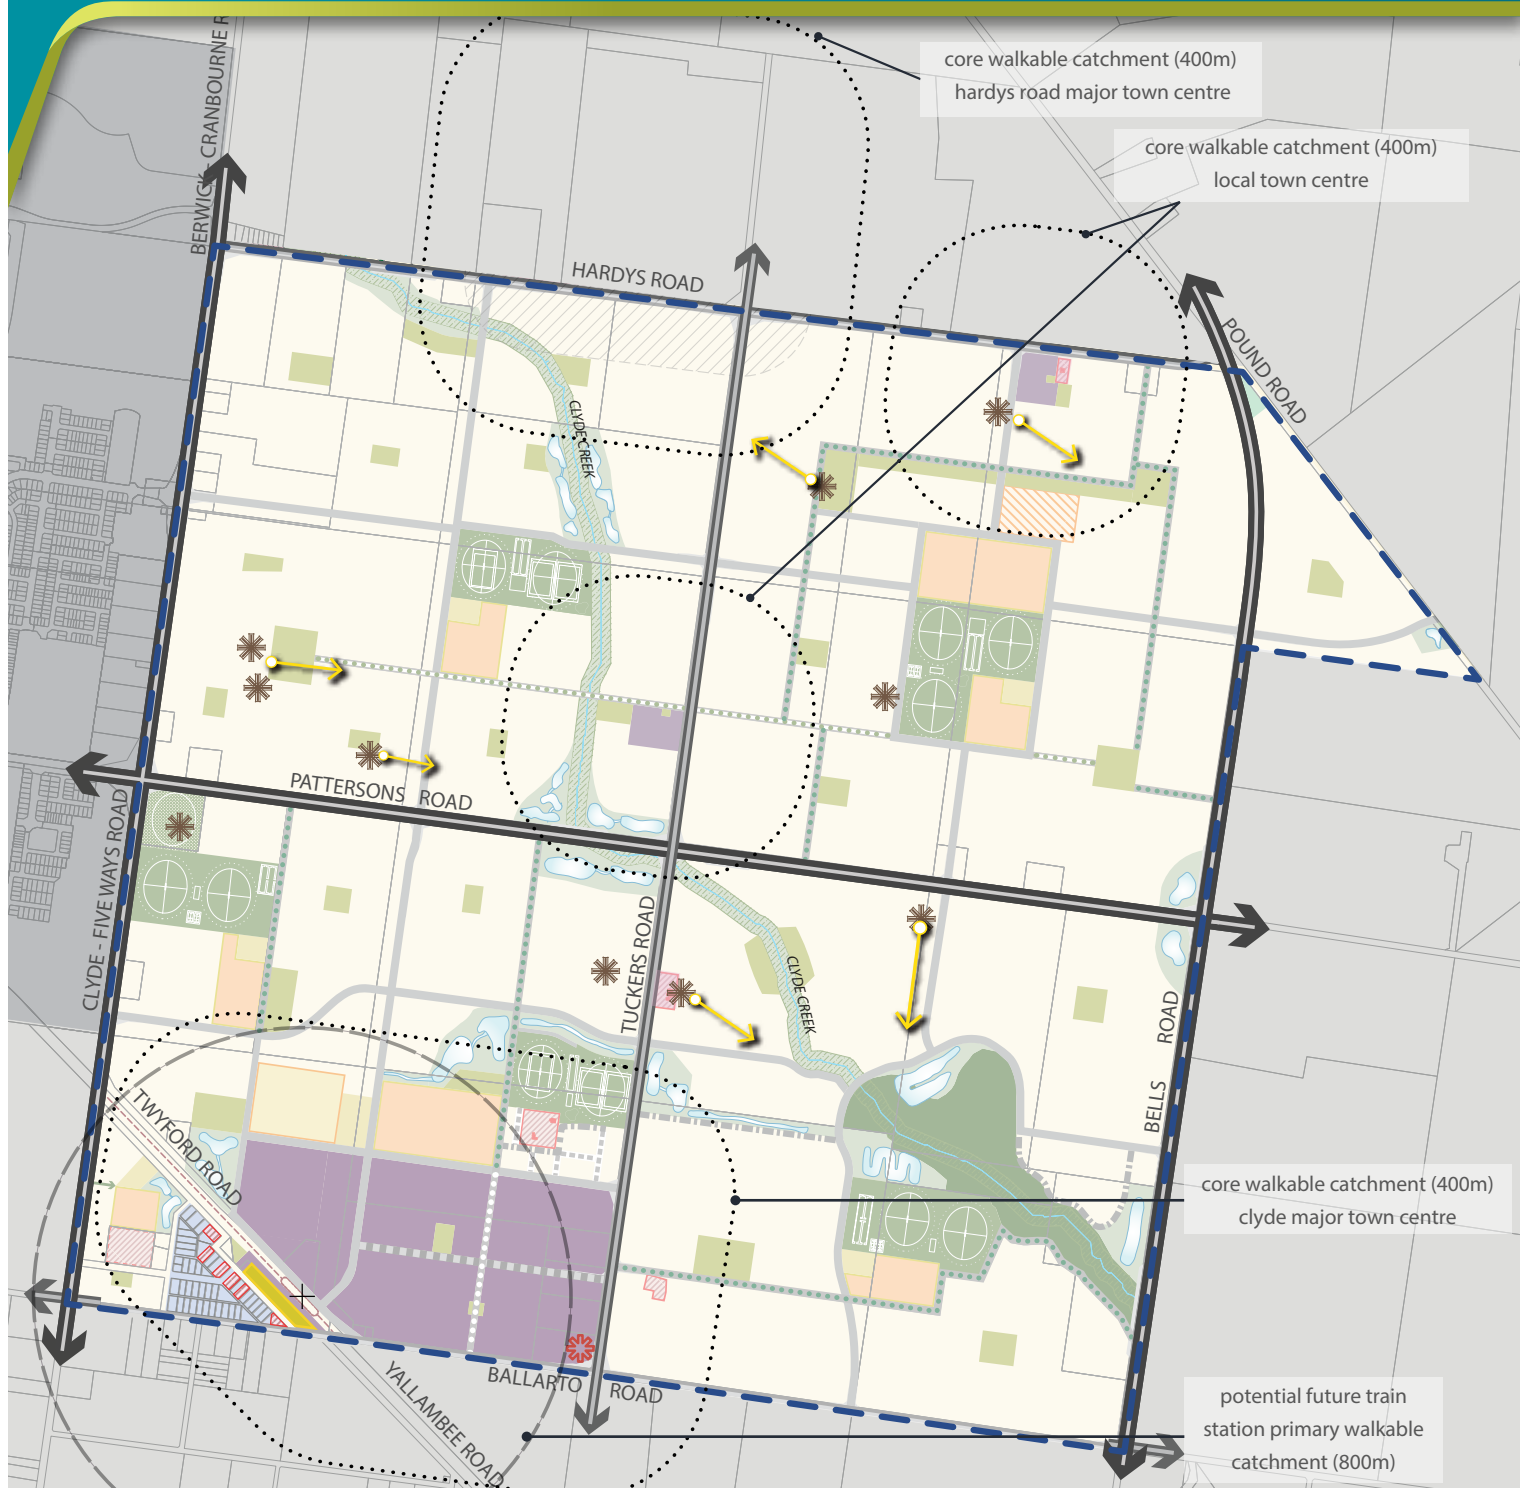 core walkable catchment (400m)
hardys road major town centre
core walkable catchment (400m)
local town centre
BERWICK - CRANBOURNE R
HARDYS ROAD
POUND ROAD
CLYDE CREEK
PATTERSONS ROAD
CLYDE - FIVE WAYS ROAD
TUCKERS ROAD
CLYDE CREEK
BELLS ROAD
TWYFORD ROAD
core walkable catchment (400m)
clyde major town centre
BALLARTO ROAD
YALLAMBEE ROAD
potential future train
station primary walkable
catchment (800m)